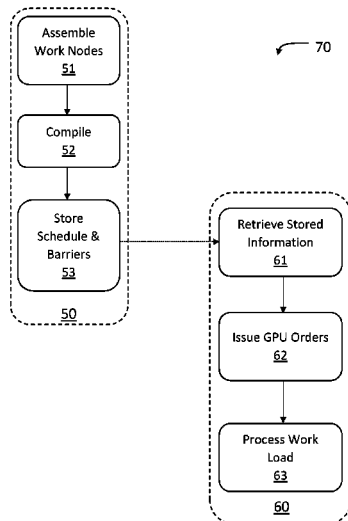 Assemble
Work Nodes
51
70
Compile
52
Store
Schedule &
Barriers
53
50
Retrieve Stored
Information
61
Issue GPU Orders
62
Process Work
Load
63
60